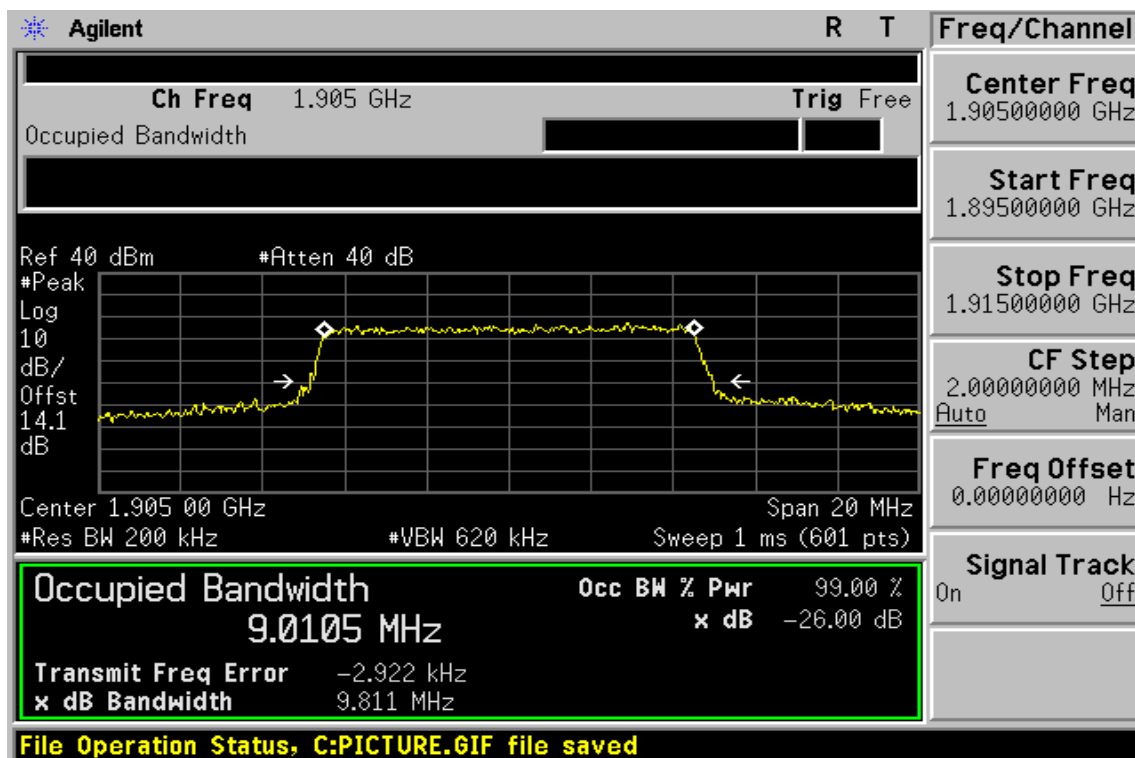 Agilent
R T
Freq/Channel
Ch Freq 1.905 GHz
Trig Free
Occupied Bandwidth
Center Freq
1.90500000 GHz
Start Freq
1.89500000 GHz
Stop Freq
1.91500000 GHz
CF Step
2.00000000 MHz
Auto Man
Freq Offset
0.00000000 Hz
Signal Track
On Off
Ref 40 dBm
#Atten 40 dB
#Peak
Log
10
dB/
Offst
14.1
dB
Center 1.905 00 GHz
Span 20 MHz
#Res BW 200 kHz
#VBW 620 kHz
Sweep 1 ms (601 pts)
Occupied Bandwidth
9.0105 MHz
Occ BW % Pwr 99.00 %
x dB -26.00 dB
Transmit Freq Error -2.922 kHz
x dB Bandwidth 9.811 MHz
File Operation Status, C:PICTURE.GIF file saved